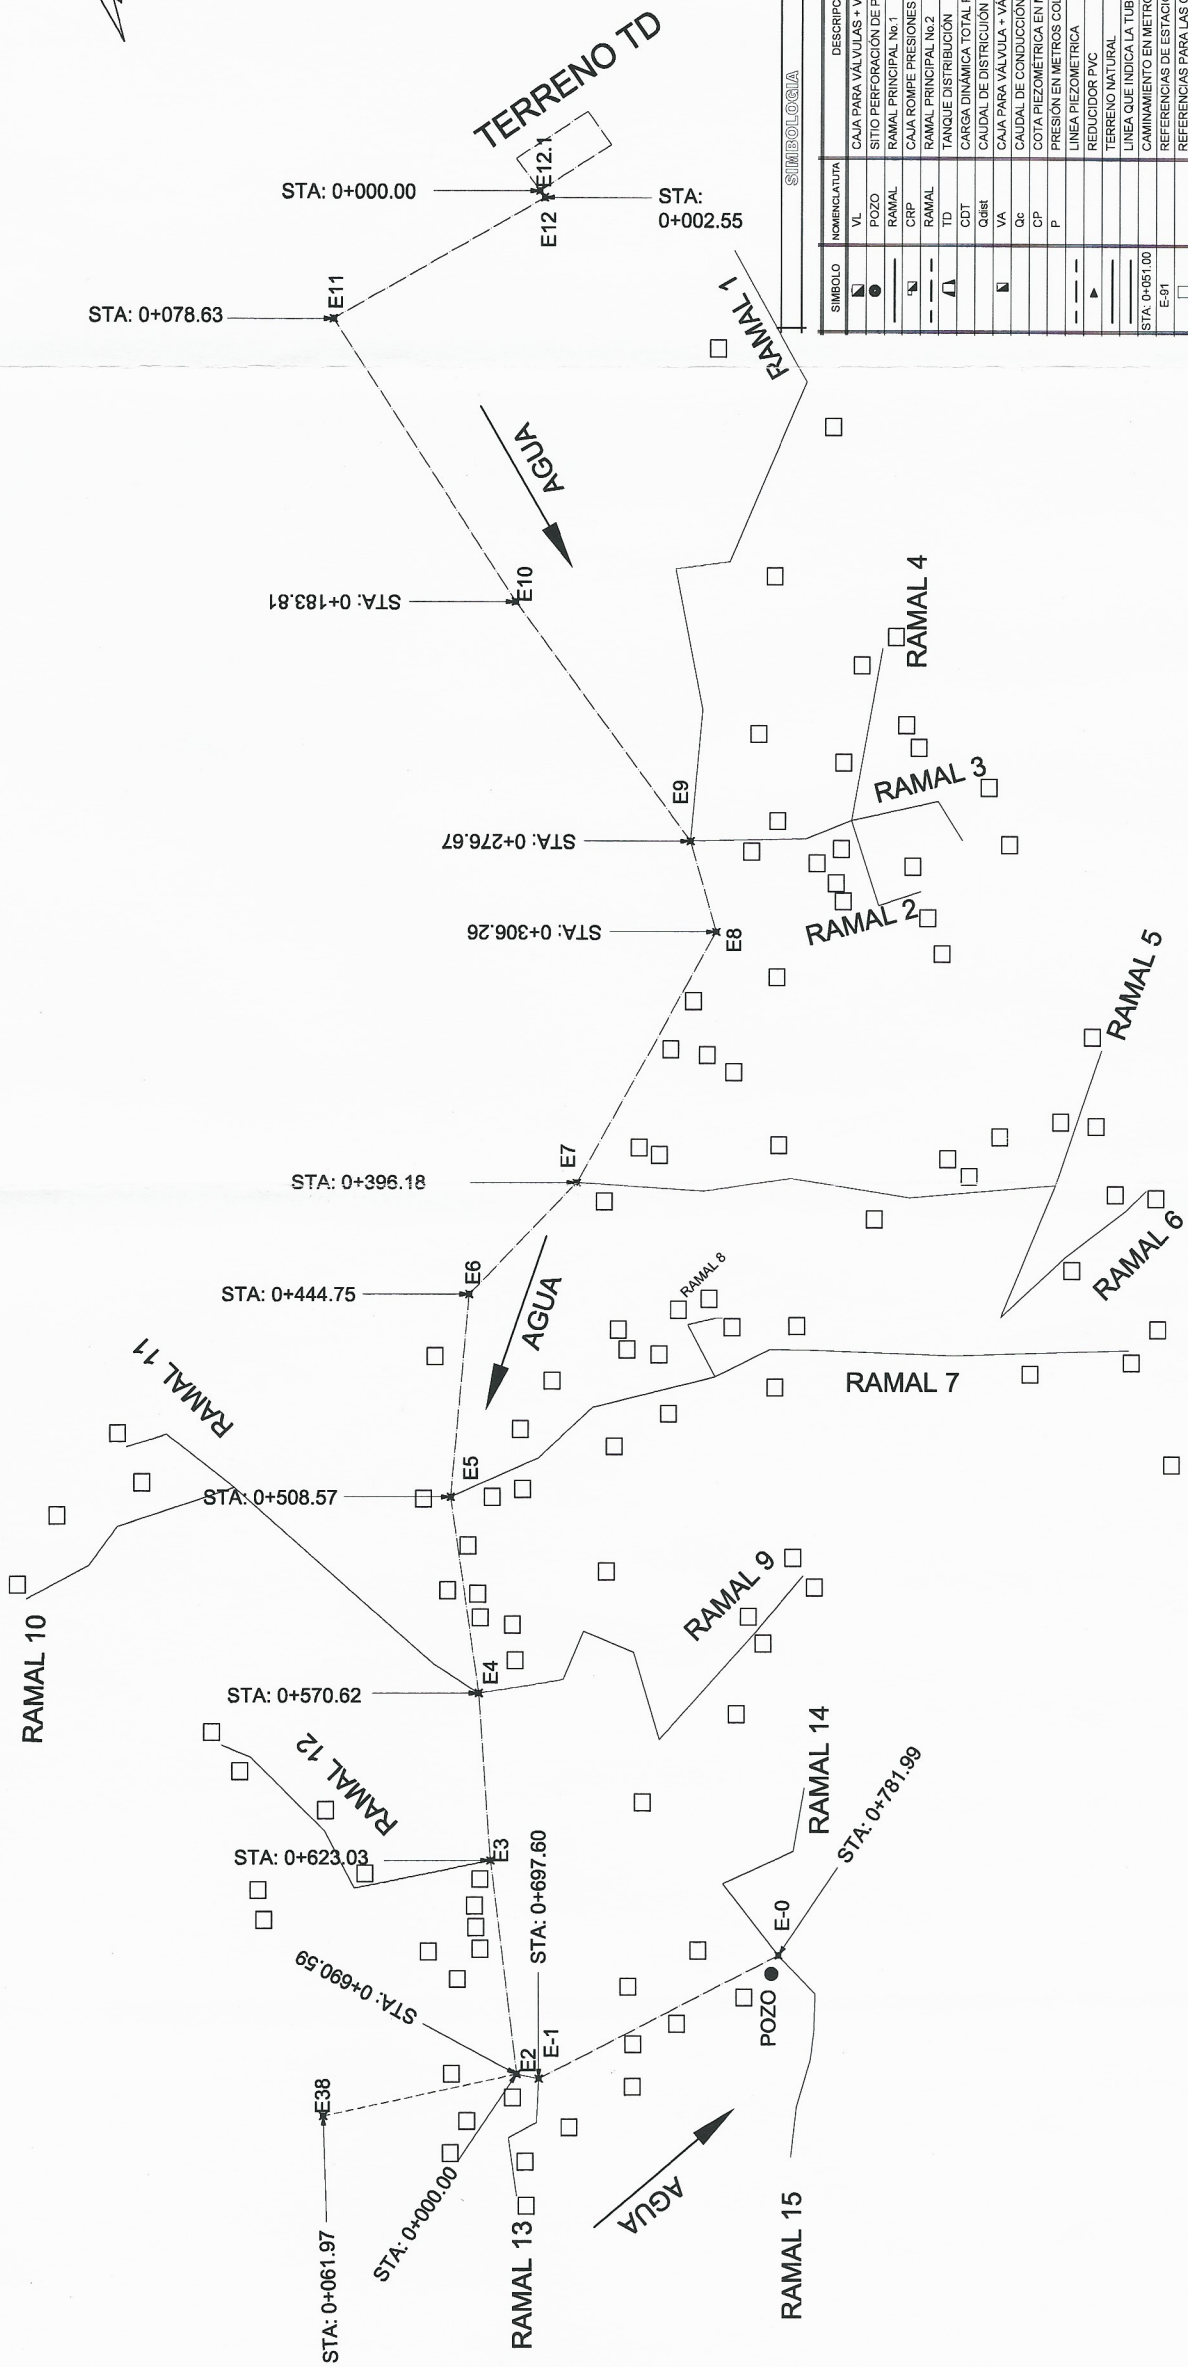 TERRENO TD
STA: 0+000.00
E12.1
E12
STA:
0+002.55
E11
STA: 0+078.63
AGUA
RAMAL 1
STA: 0+183.81
E10
RAMAL 4
E9
STA: 0+276.67
RAMAL 3
RAMAL 2
STA: 0+306.26
E8
RAMAL 5
E7
STA: 0+396.18
RAMAL 6
E6
STA: 0+444.75
AGUA
RAMAL 8
RAMAL 7
RAMAL 11
E5
STA: 0+508.57
RAMAL 10
RAMAL 9
E4
STA: 0+570.62
RAMAL 12
RAMAL 14
E3
STA: 0+623.03
STA: 0+697.60
STA: 0+781.99
E-0
POZO
STA: 0+690.59
E2
E-1
E38
STA: 0+061.97
STA: 0+000.00
RAMAL 13
AGUA
RAMAL 15
SIMBOLOGIA
SIMBOLO NOMENCLATUTA
VL CAJA PARA VÁLVULAS + 
POZO SITIO PERFORACIÓN DE
RAMAL RAMAL PRINCIPAL No.1
CRP CAJA ROMPE PRESIONES
RAMAL RAMAL PRINCIPAL No.2
TD TANQUE DISTRIBUCIÓN
CDT CARGA DINÁMICA TOTAL
Qdist CAUDAL DE DISTRICUIÓN
VA CAJA PARA VÁLVULA +
Qc CAUDAL DE CONDUCCIÓN
CP COTA PIEZOMÉTRICA EN
P PRESIÓN EN METROS
LINEA PIEZOMETRICA
REDUCIDOR PVC
TERRENO NATURAL
LINEA QUE INDICA LA
STA: 0+051.00 CAMINAMIENTO EN
E-91 REFERENCIAS DE
REFERENCIAS PARA LAS